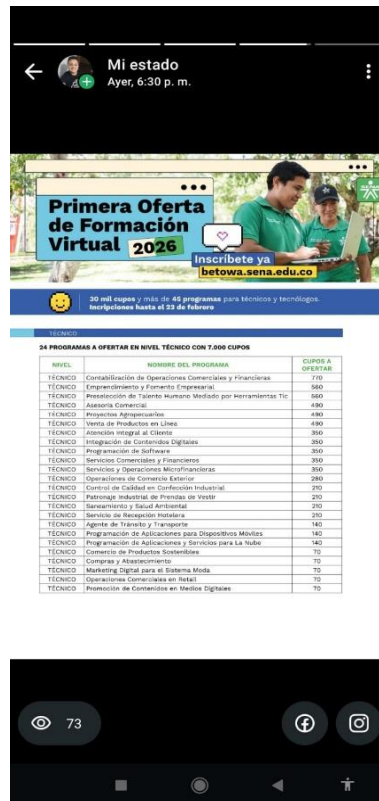 Mi estado
Ayer, 6:30 p. m.
Primera Oferta
de Formación
Virtual 2026
Inscríbete ya
betowa.sena.edu.co
30 mil cupos y más de 45 programas para técnicos y tecnólogos.
Incripciones hasta el 23 de febrero
TÉCNICO
24 PROGRAMAS A OFERTAR EN NIVEL TÉCNICO CON 7.000 CUPOS
NIVEL NOMBRE DEL PROGRAMA CUPOS A OFERTAR
TÉCNICO Contabilización de Operaciones Comerciales y Financieras 770
TÉCNICO Emprendimiento y Fomento Empresarial 560
TÉCNICO Preselección de Talento Humano Mediado por Herramientas Tic 560
TÉCNICO Asesoría Comercial 490
TÉCNICO Proyectos Agropecuarios 490
TÉCNICO Venta de Productos en Línea 490
TÉCNICO Atención Integral al Cliente 350
TÉCNICO Integración de Contenidos Digitales 350
TÉCNICO Programación de Software 350
TÉCNICO Servicios Comerciales y Financieros 350
TÉCNICO Servicios y Operaciones Microfinancieras 350
TÉCNICO Operaciones de Comercio Exterior 280
TÉCNICO Control de Calidad en Confección Industrial 210
TÉCNICO Patronaje Industrial de Prendas de Vestir 210
TÉCNICO Saneamiento y Salud Ambiental 210
TÉCNICO Servicio de Recepción Hotelera 210
TÉCNICO Agente de Tránsito y Transporte 140
TÉCNICO Programación de Aplicaciones para Dispositivos Móviles 140
TÉCNICO Programación de Aplicaciones y Servicios para La Nube 140
TÉCNICO Comercio de Productos Sostenibles 70
TÉCNICO Compras y Abastecimiento 70
TÉCNICO Marketing Digital para el Sistema Moda 70
TÉCNICO Operaciones Comerciales en Retail 70
TÉCNICO Promoción de Contenidos en Medios Digitales 70
73